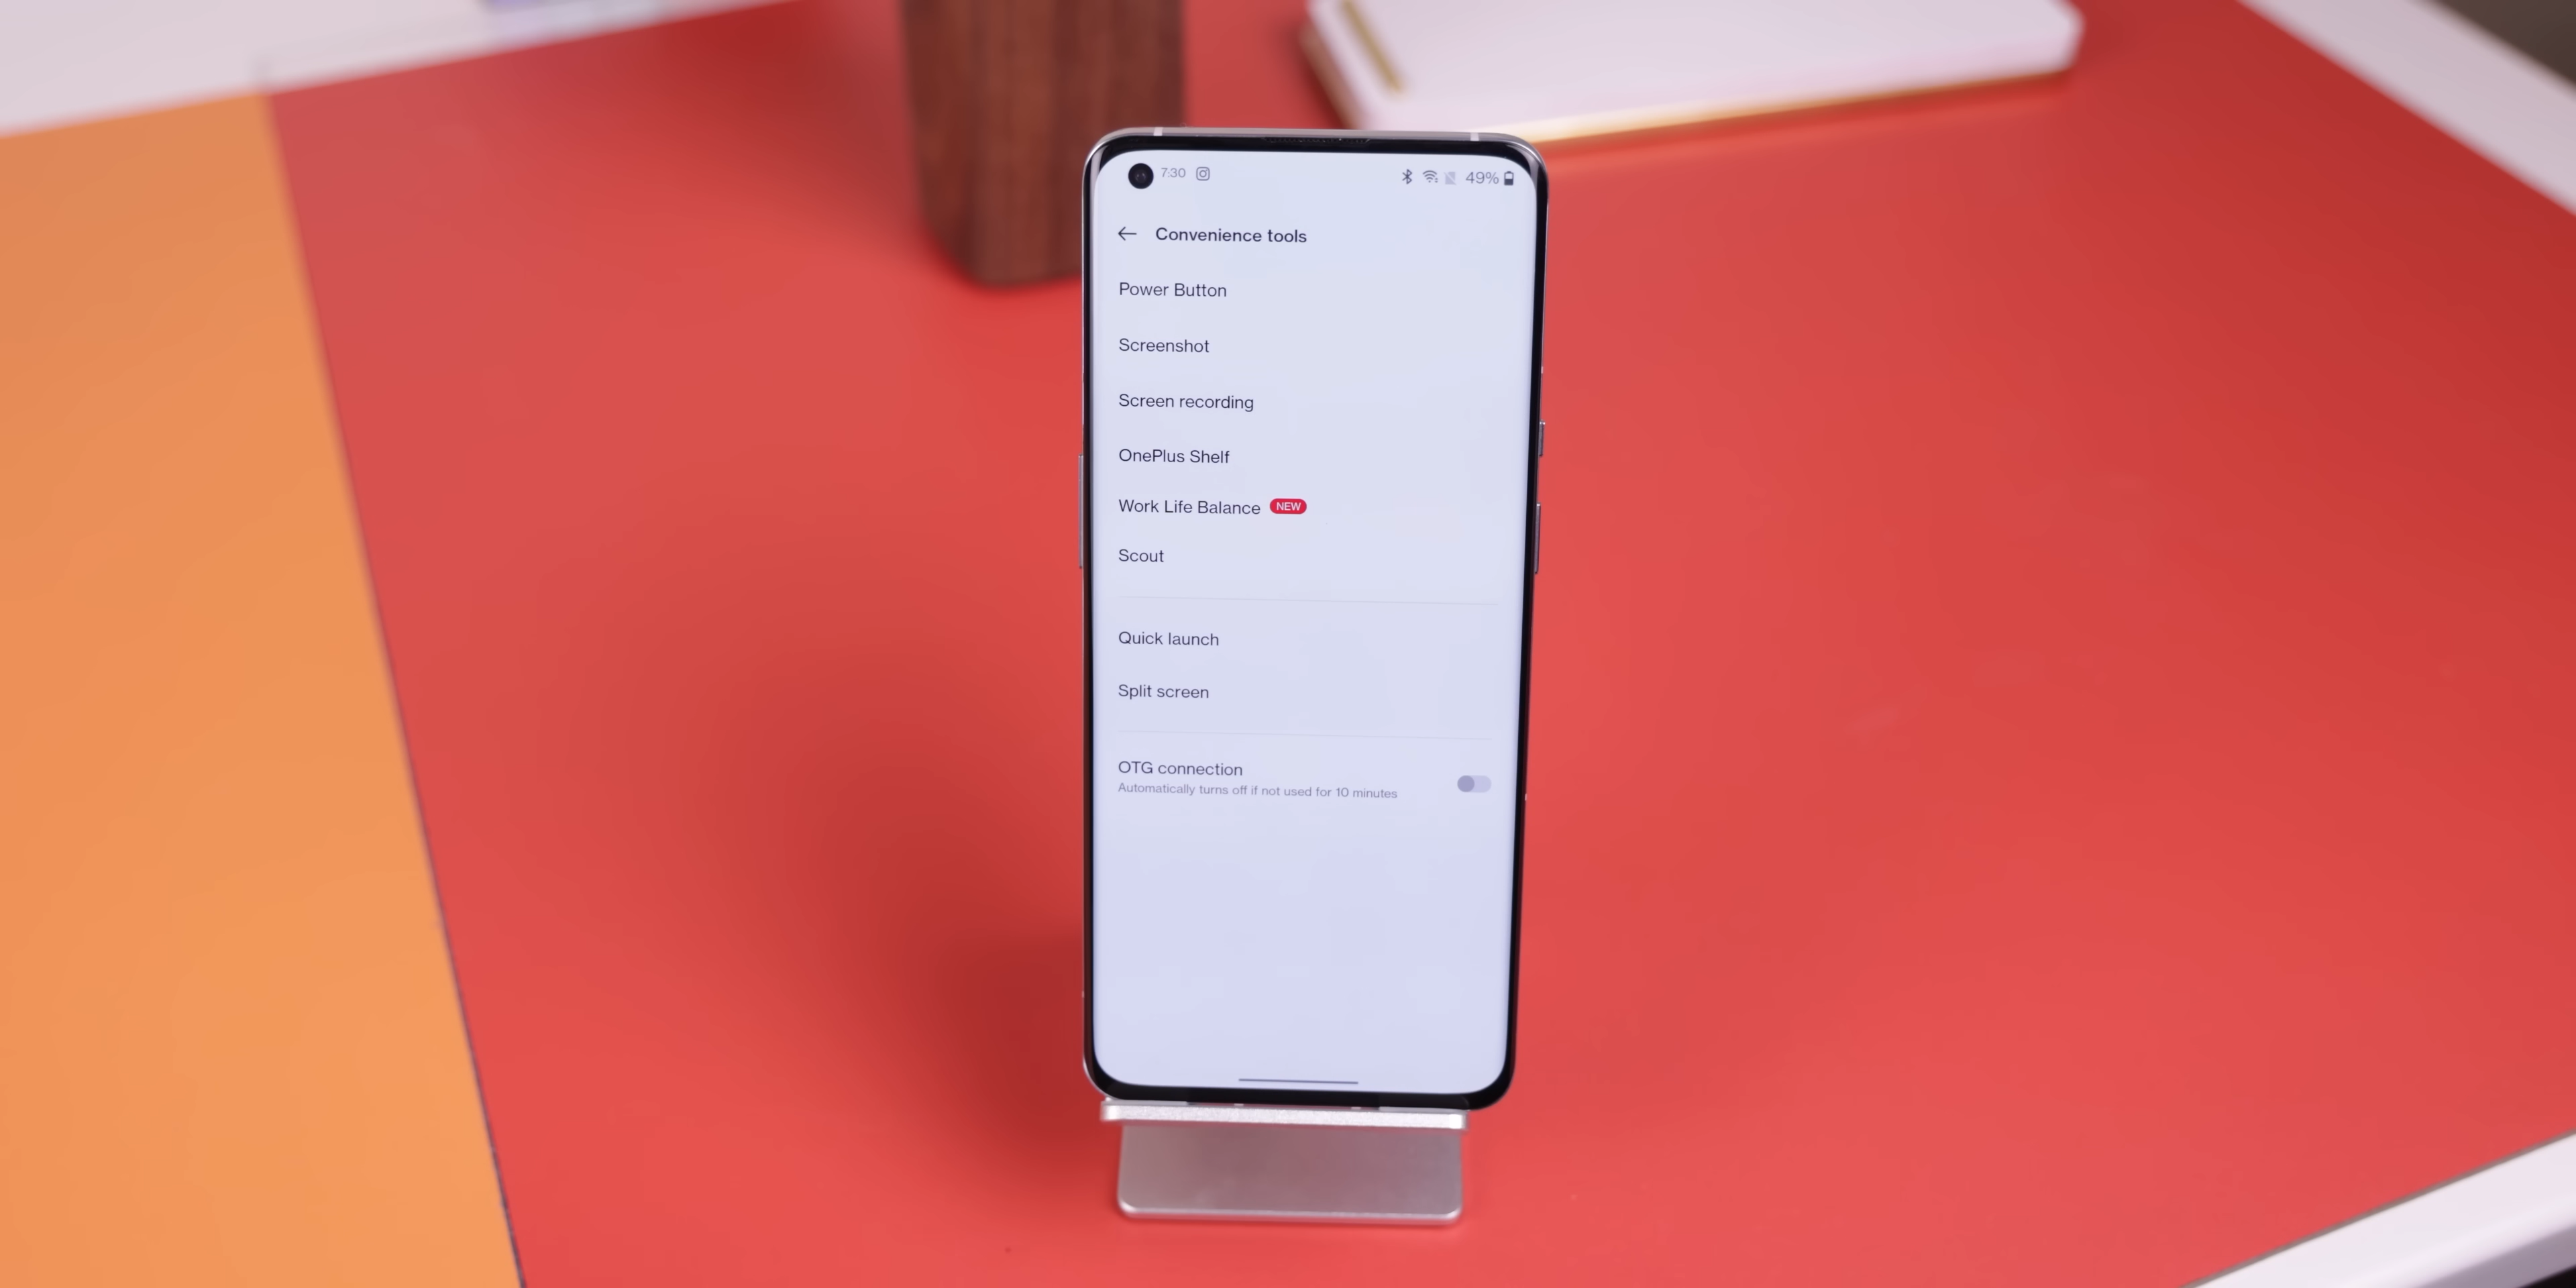 7:30 49%
Convenience tools
Power Button
Screenshot
Screen recording
OnePlus Shelf
Work Life Balance NEW
Scout
Quick launch
Split screen
OTG connection
Automatically turns off if not used for 10 minutes